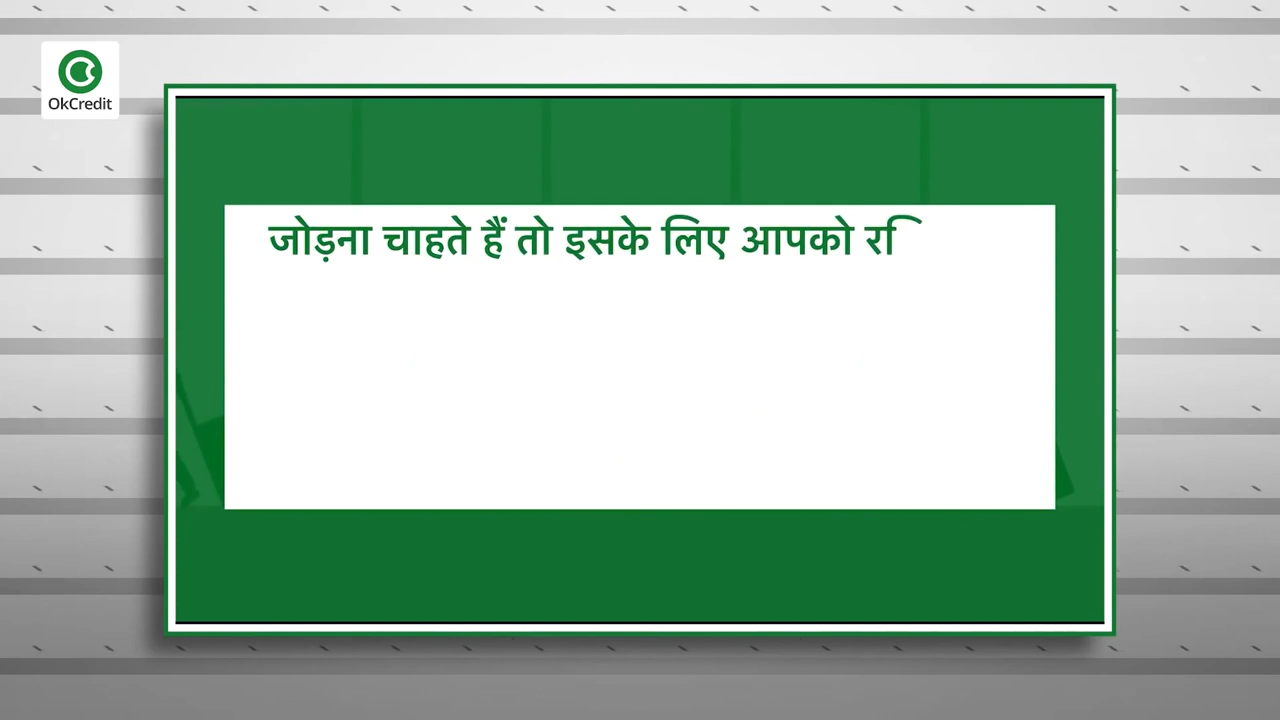 OkCredit
जोड़ना चाहते हैं तो इसके लिए आपको रि